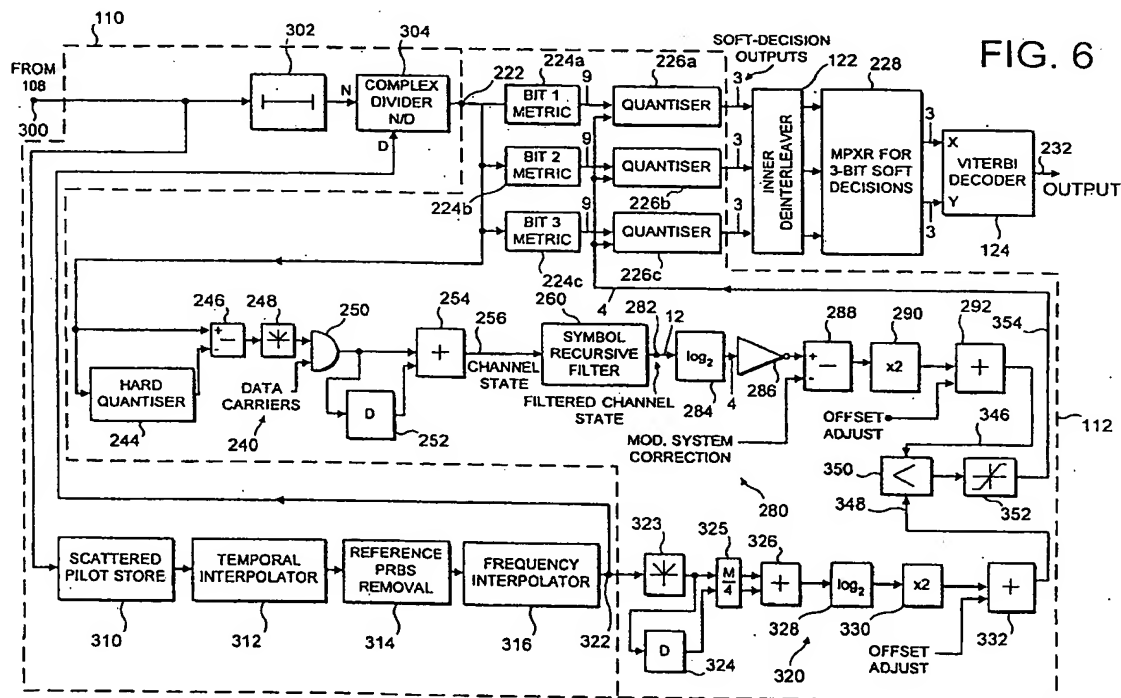 FIG. 6
110
302
304
FROM
108
300
N
COMPLEX
DIVIDER
N/D
D
222
224a
BIT 1
METRIC
9
226a
QUANTISER
SOFT-DECISION
OUTPUTS
3
122
228
BIT 2
METRIC
9
224b
QUANTISER
226b
3
INNER
DEINTERLEAVER
MPXR FOR
3-BIT SOFT
DECISIONS
3
X
Y
3
VITERBI
DECODER
124
232
OUTPUT
BIT 3
METRIC
9
224c
QUANTISER
226c
3
4
246
248
250
254
256
260
282
12
288
290
292
354
+
-
−
+
CHANNEL
STATE
SYMBOL
RECURSIVE
FILTER
log2
4
286
+
-
−
x2
+
HARD
QUANTISER
244
DATA
CARRIERS
240
D
252
FILTERED CHANNEL
STATE
284
OFFSET
ADJUST
346
112
MOD. SYSTEM
CORRECTION
280
350
<
348
352
SCATTERED
PILOT STORE
310
TEMPORAL
INTERPOLATOR
312
REFERENCE
PRBS
REMOVAL
314
FREQUENCY
INTERPOLATOR
316
322
323
325
M
4
326
+
log2
328
x2
330
+
332
D
324
320
OFFSET
ADJUST